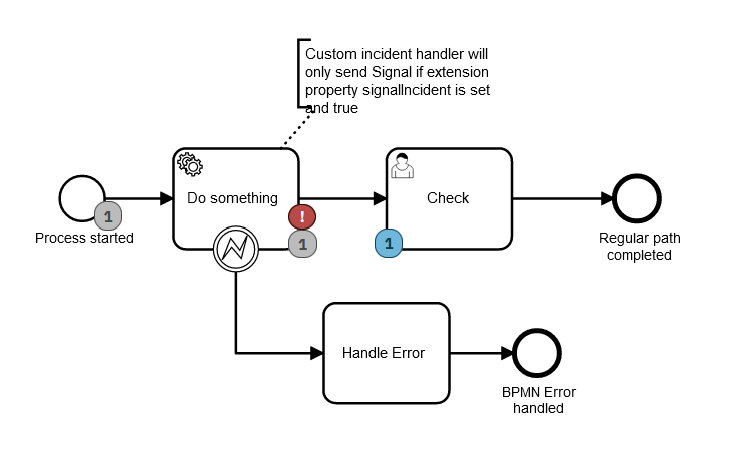 Custom incident handler will
only send Signal if extension
property signalIncident is set
and true
Do something
Check
1
!
1
1
Process started
Regular path
completed
Handle Error
BPMN Error
handled